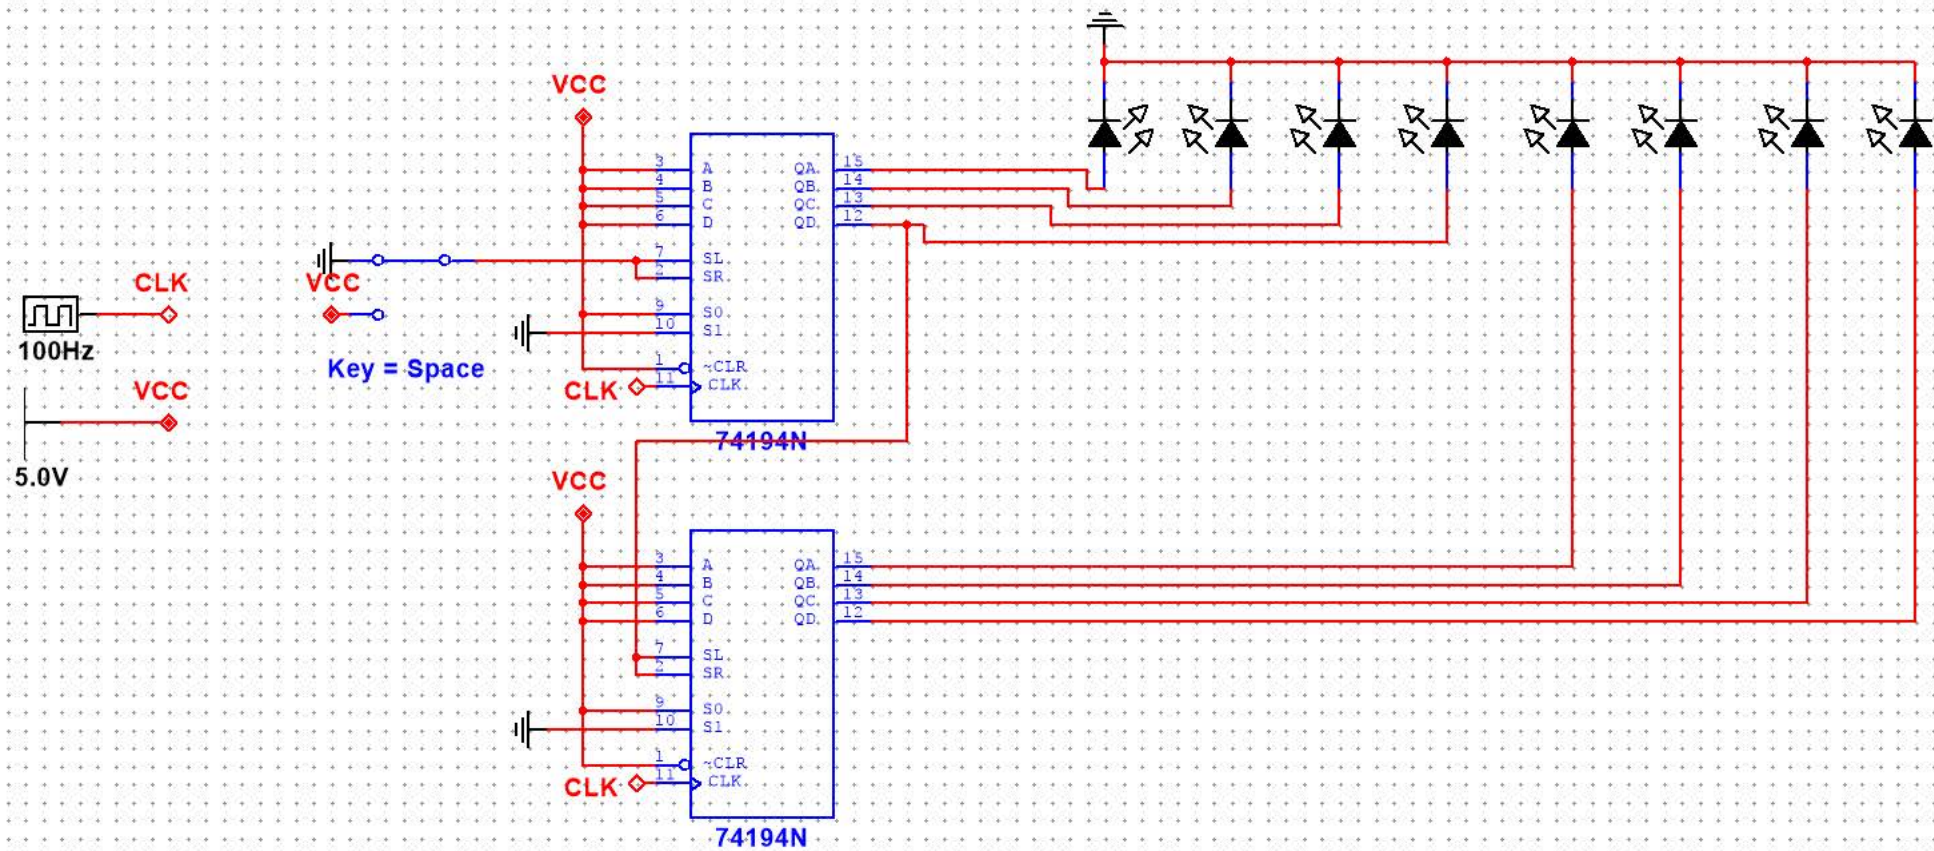 VCC
3 A QA 15
4 B QB 14
5 C QC 13
6 D QD 12
7 SL
2 SR
CLK
VCC
9 S0
10 S1
100Hz
Key = Space
1 ~CLR
CLK 11 CLK
VCC
74194N
5.0V
VCC
3 A QA 15
4 B QB 14
5 C QC 13
6 D QD 12
7 SL
2 SR
9 S0
10 S1
1 ~CLR
CLK 11 CLK
74194N